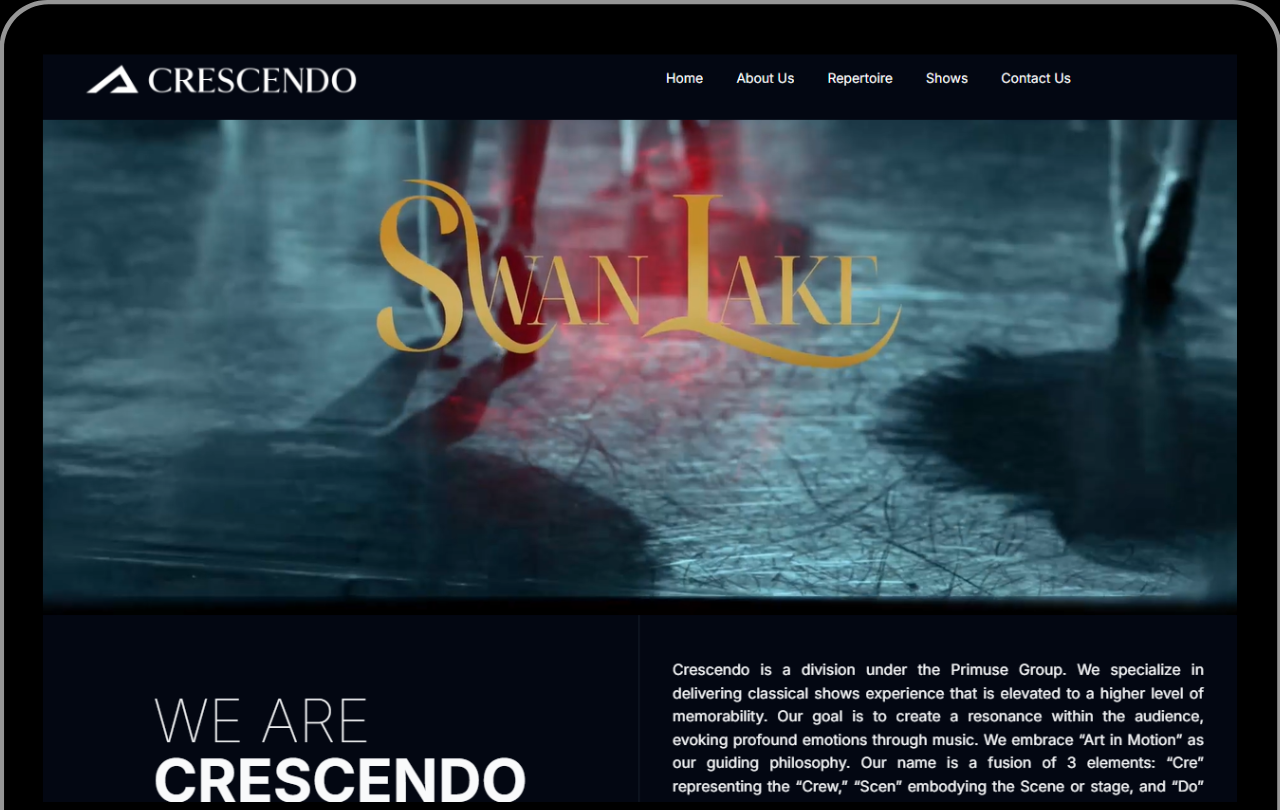 CRESCENDO
Home About Us Repertoire Shows Contact Us
SWAN LAKE
WE ARE
CRESCENDO
Crescendo is a division under the Primuse Group. We specialize in
delivering classical shows experience that is elevated to a higher level of
memorability. Our goal is to create a resonance within the audience,
evoking profound emotions through music. We embrace “Art in Motion” as
our guiding philosophy. Our name is a fusion of 3 elements: “Cre”
representing the “Crew,” “Scen” embodying the Scene or stage, and “Do”